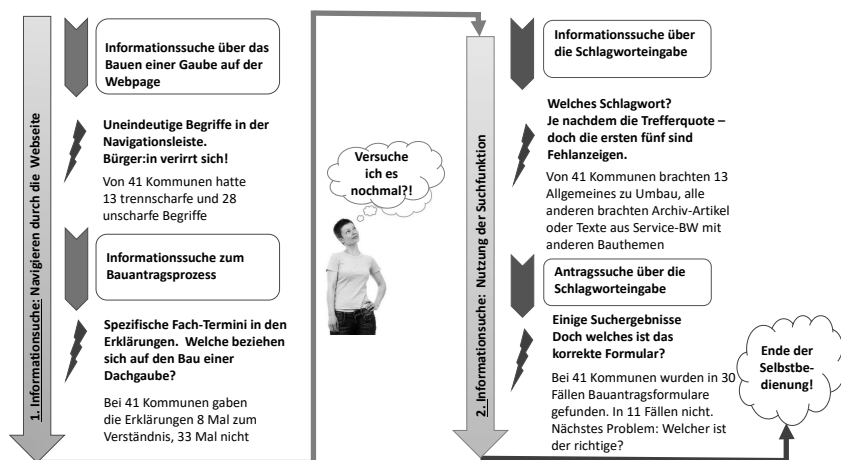 1. Informationsuche: Navigieren durch die Webseite
Informationssuche über das
Bauen einer Gaube auf der
Webpage
Uneindeutige Begriffe in der
Navigationsleiste.
Bürger:in verirrt sich!
Von 41 Kommunen hatte
13 trennscharfe und 28
unscharfe Begriffe
Informationssuche zum
Bauantragsprozess
Spezifische Fach-Termini in den
Erklärungen. Welche beziehen
sich auf den Bau einer
Dachgaube?
Bei 41 Kommunen gaben
die Erklärungen 8 Mal zum
Verständnis, 33 Mal nicht
Versuche
ich es
nochmal?!
2. Informationsuche: Nutzung der Suchfunktion
Informationssuche über
die Schlagworteingabe
Welches Schlagwort?
Je nachdem die Trefferquote –
doch die ersten fünf sind
Fehlanzeigen.
Von 41 Kommunen brachten 13
Allgemeines zu Umbau, alle
anderen brachten Archiv-Artikel
oder Texte aus Service-BW mit
anderen Bauthemen
Antragssuche über die
Schlagworteingabe
Einige Suchergebnisse
Doch welches ist das
korrekte Formular?
Bei 41 Kommunen wurden in 30
Fällen Bauantragsformulare
gefunden. In 11 Fällen nicht.
Nächstes Problem: Welcher ist
der richtige?
Ende der
Selbstbe-
dienung!